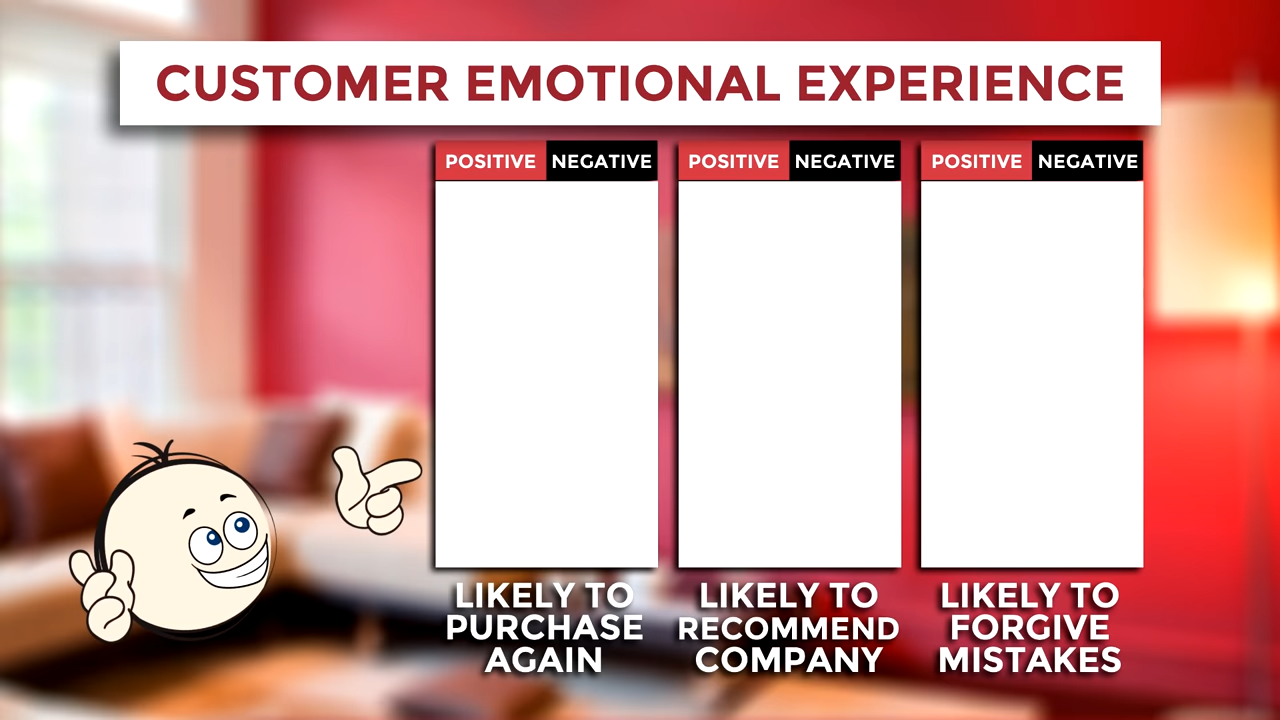 CUSTOMER EMOTIONAL EXPERIENCE
POSITIVE NEGATIVE
POSITIVE NEGATIVE
POSITIVE NEGATIVE
LIKELY TO
PURCHASE
AGAIN
LIKELY TO
RECOMMEND
COMPANY
LIKELY TO
FORGIVE
MISTAKES